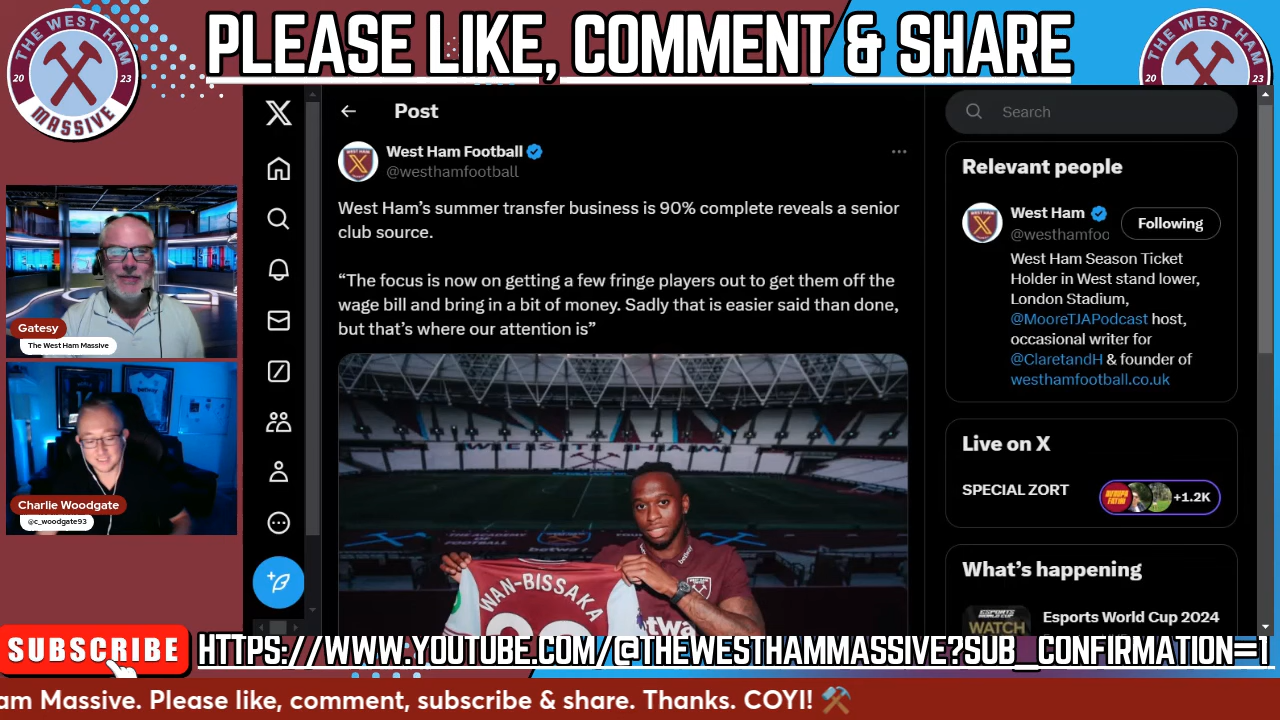 PLEASE LIKE, COMMENT & SHARE
THE WEST HAM
20 23
MASSIVE
THE WEST HAM
20 23
Post
West Ham Football
@westhamfootball
West Ham’s summer transfer business is 90% complete reveals a senior
club source.
“The focus is now on getting a few fringe players out to get them off the
wage bill and bring in a bit of money. Sadly that is easier said than done,
but that’s where our attention is”
WEST HAM
WAN-BISSAKA
Search
Relevant people
West Ham
@westhamfoo
Following
West Ham Season Ticket
Holder in West stand lower,
London Stadium,
@MooreTJAPodcast host,
occasional writer for
@ClaretandH & founder of
westhamfootball.co.uk
Live on X
SPECIAL ZORT
+1.2K
What’s happening
ESPORTS
WORLD CUP
WATCH
Esports World Cup 2024
Gatesy
The West Ham Massive
Charlie Woodgate
@c_woodgate93
SUBSCRIBE
HTTPS://WWW.YOUTUBE.COM/@THEWESTHAMMASSIVE?SUB_CONFIRMATION=1
am Massive. Please like, comment, subscribe & share. Thanks. COYI!